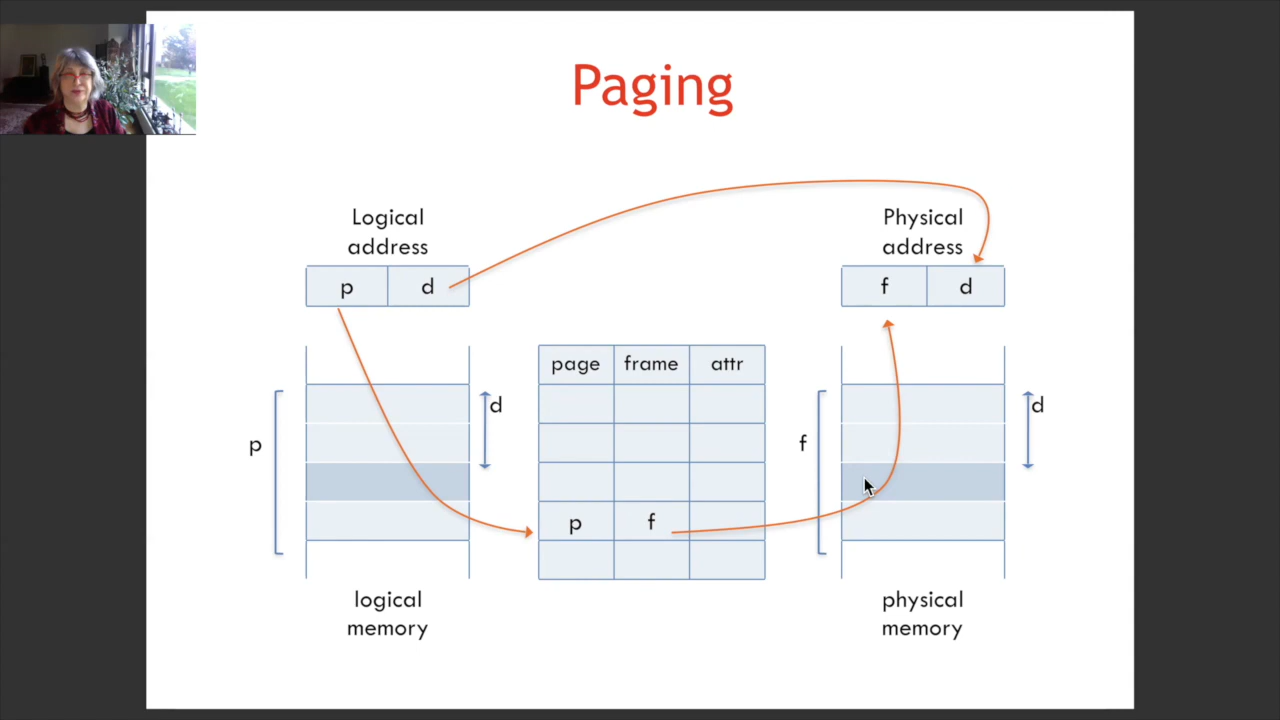 Paging
Logical
address
Physical
address
p d
f d
page frame attr
d
d
p
f
p f
logical
memory
physical
memory